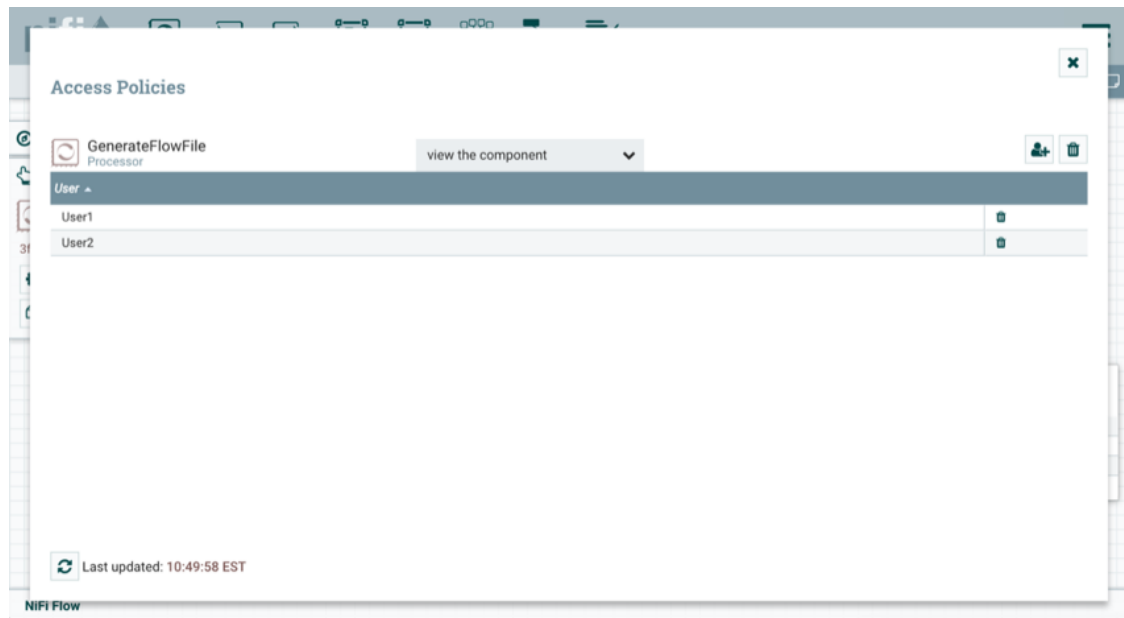 Access Policies
GenerateFlowFile
Processor
view the component
User
User1
User2
Last updated: 10:49:58 EST
NiFi Flow